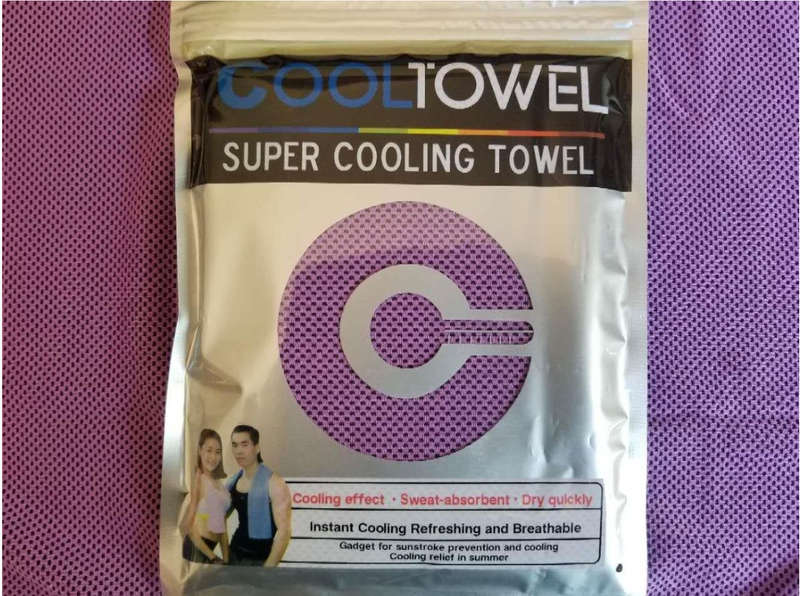 COOLTOWEL
SUPER COOLING TOWEL
Cooling effect · Sweat-absorbent · Dry quickly
Instant Cooling Refreshing and Breathable
Gadget for sunstroke prevention and cooling
Cooling relief in summer